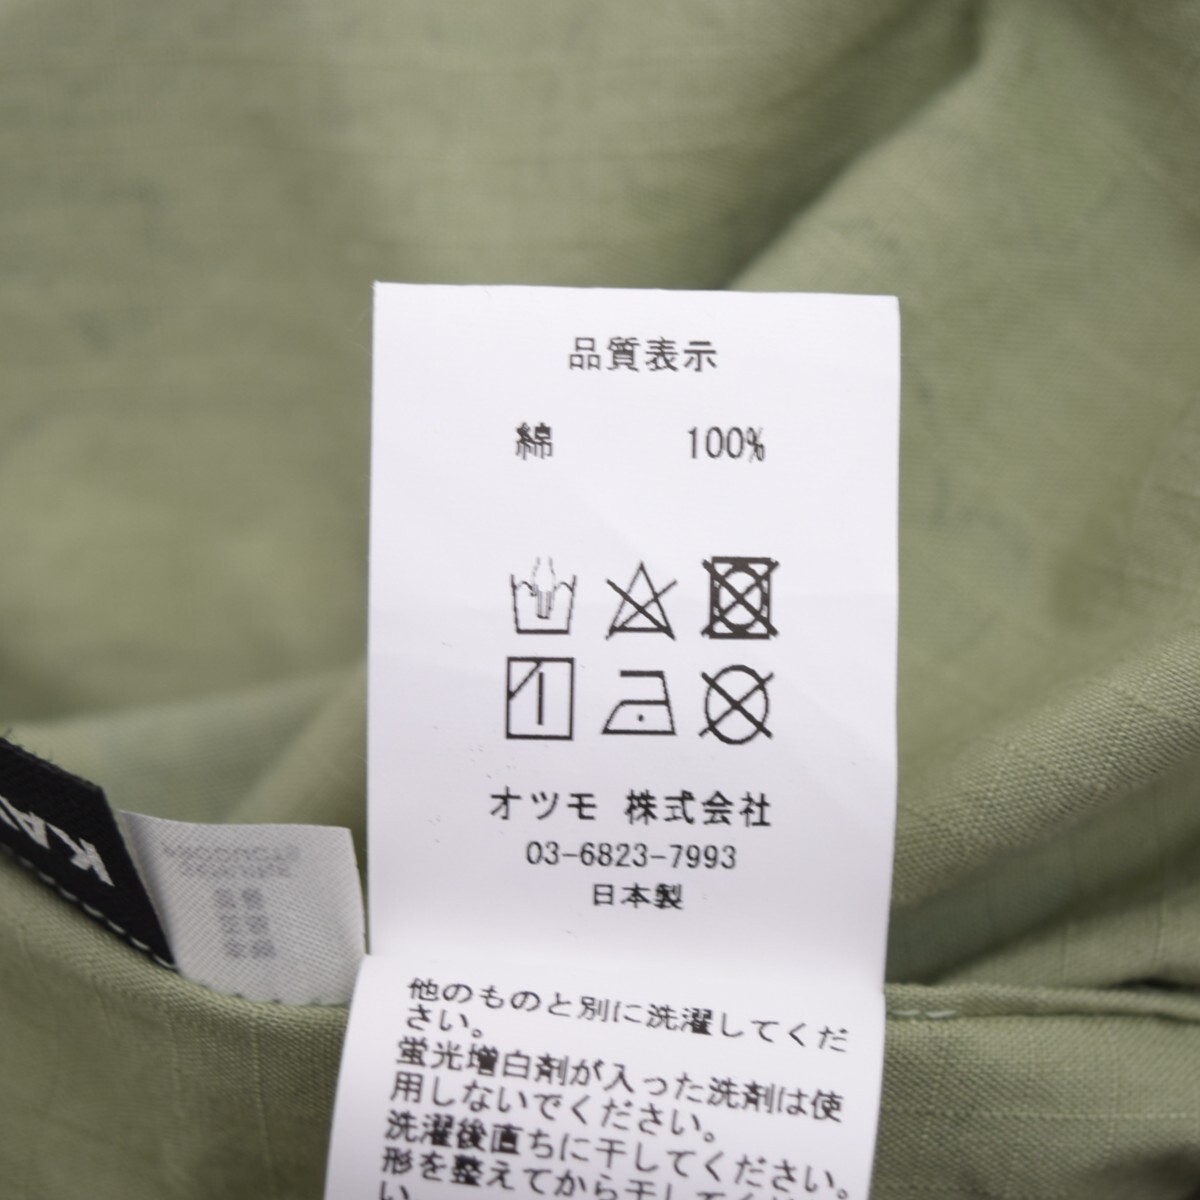 品質表示
綿 100%
オツモ 株式会社
03-6823-7993
日本製
他のものと別に洗濯してくだ
さい。
蛍光増白剤が入った洗剤は使
用しないでください。
洗濯後直ちに干してください。
形を整えてから干してくださ
い。
KA